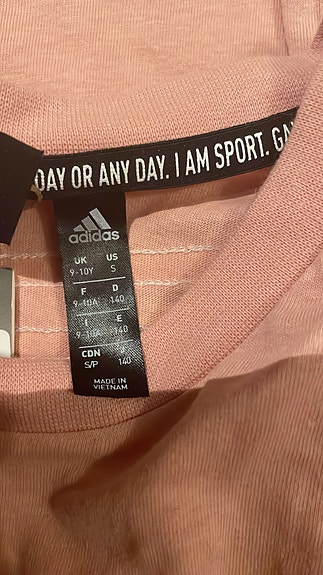 DAY OR ANY DAY. I AM SPORT.
adidas
UK US
9-10Y S
F D
9-10A 140
I E
9-10A 140
CDN J
S/P 140
MADE IN
VIETNAM